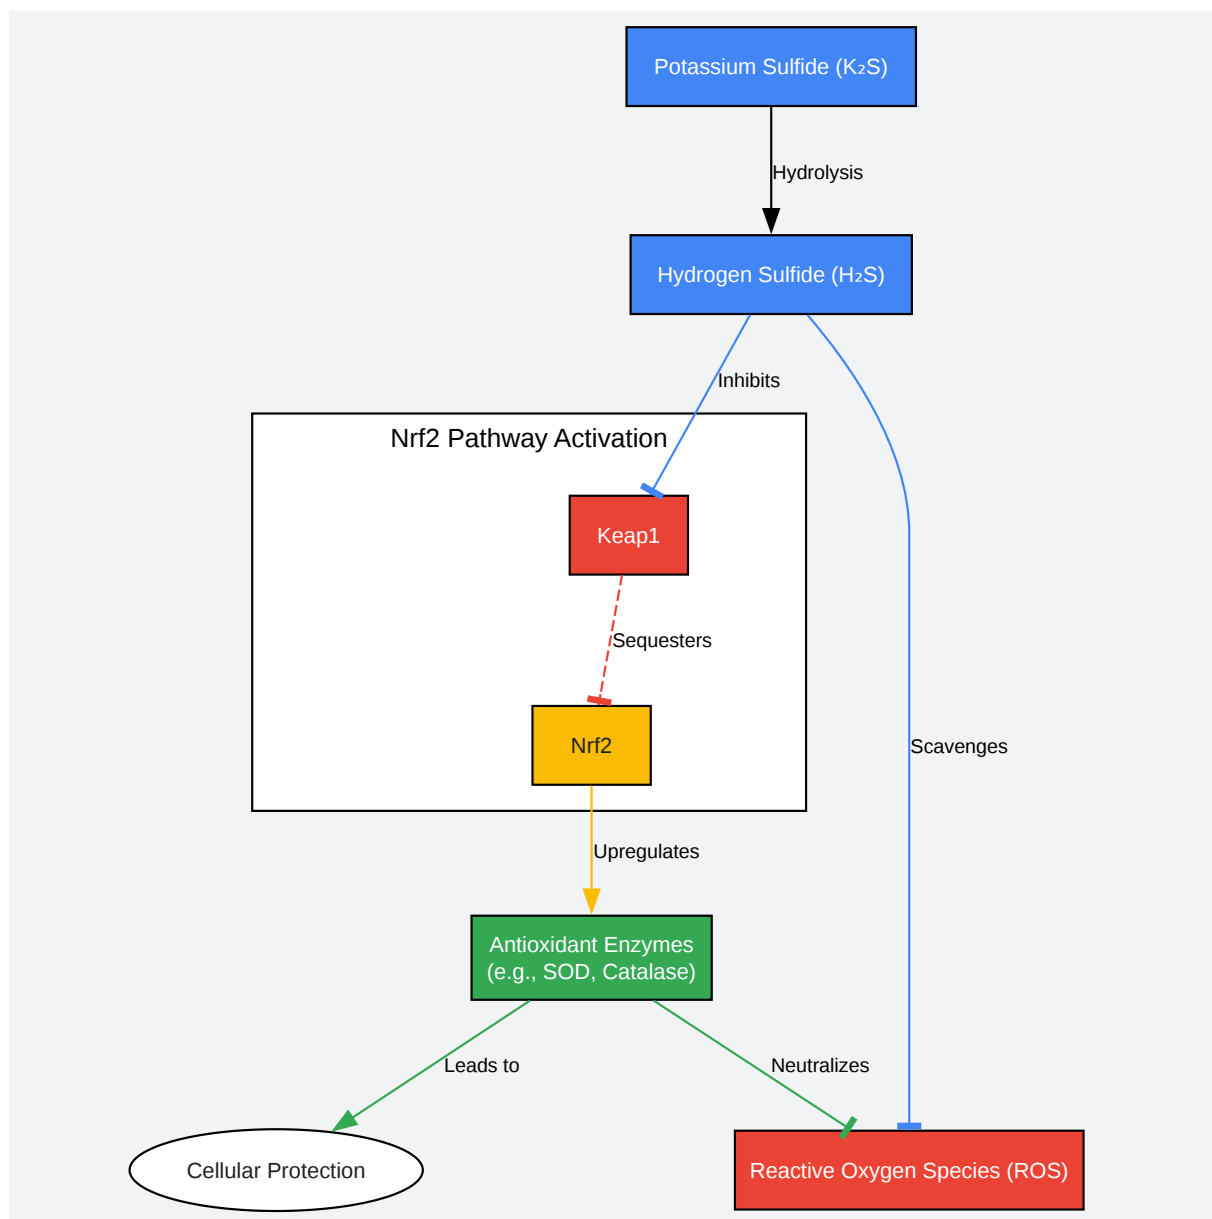 Potassium Sulfide (K₂S)
Hydrolysis
Hydrogen Sulfide (H₂S)
Inhibits
Nrf2 Pathway Activation
Keap1
Sequesters
Nrf2
Scavenges
Upregulates
Antioxidant Enzymes
(e.g., SOD, Catalase)
Leads to
Neutralizes
Cellular Protection
Reactive Oxygen Species (ROS)